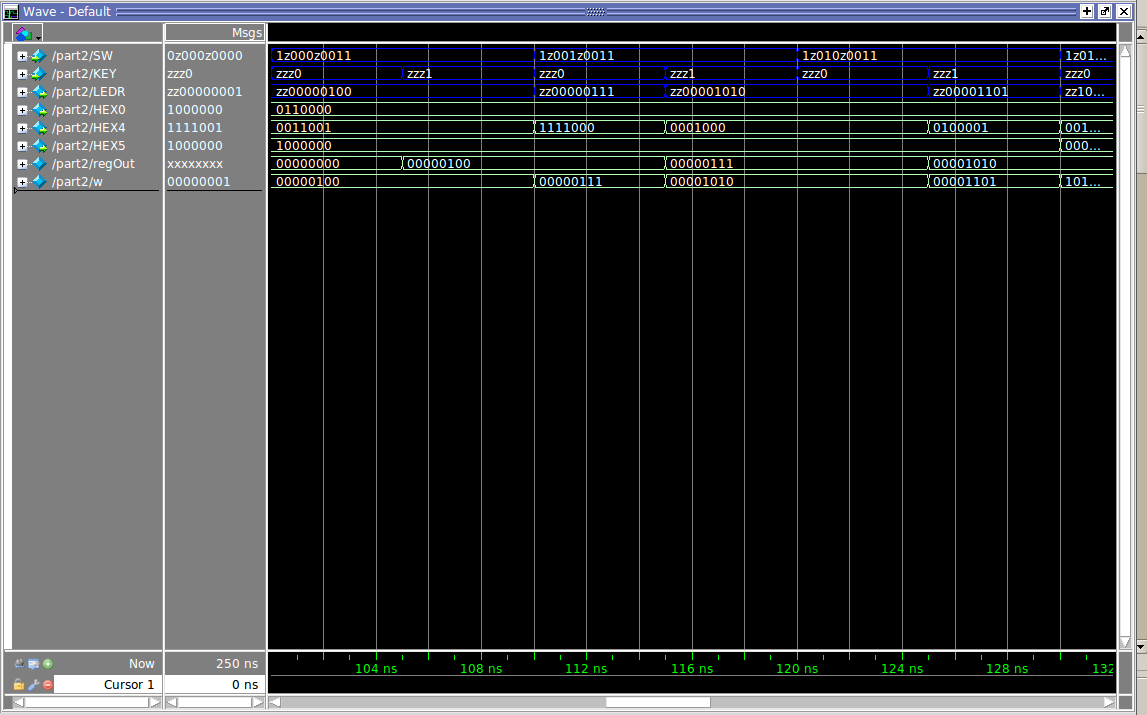 Wave - Default
Msgs
/part2/SW 0z000z0000 1z000z0011 1z001z0011 1z010z0011 1z01...
/part2/KEY zzz0 zzz0 zzz1 zzz0 zzz1 zzz0 zzz1 zzz0
/part2/LEDR zz00000001 zz00000100 zz00000111 zz00001010 zz00001101 zz10...
/part2/HEX0 1000000 0110000
/part2/HEX4 1111001 0011001 1111000 0001000 0100001 001...
/part2/HEX5 1000000 1000000 000...
/part2/regOut xxxxxxxx 00000000 00000100 00000111 00001010
/part2/w 00000001 00000100 00000111 00001010 00001101 101...
Now 250 ns 104 ns 108 ns 112 ns 116 ns 120 ns 124 ns 128 ns 132
Cursor 1 0 ns